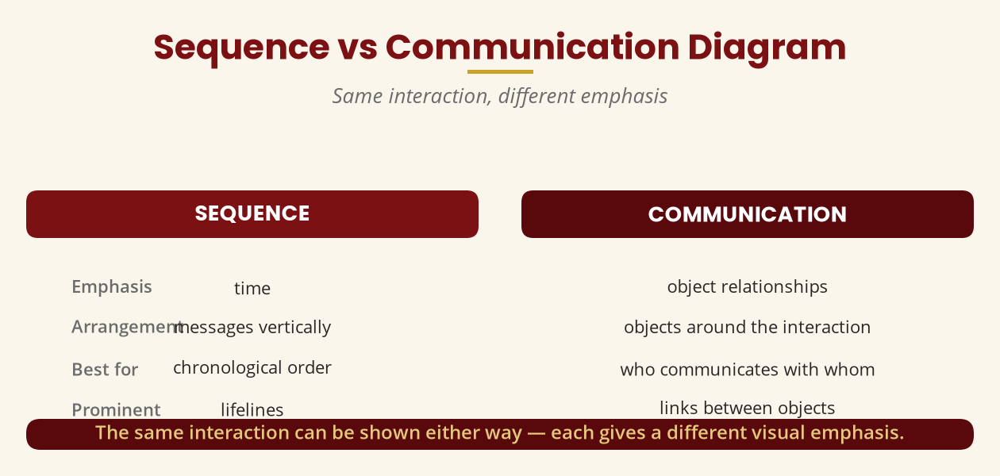 Sequence vs Communication Diagram
Same interaction, different emphasis
SEQUENCE COMMUNICATION
Emphasis time object relationships
Arrangement messages vertically objects around the interaction
Best for chronological order who communicates with whom
Prominent lifelines links between objects
The same interaction can be shown either way — each gives a different visual emphasis.